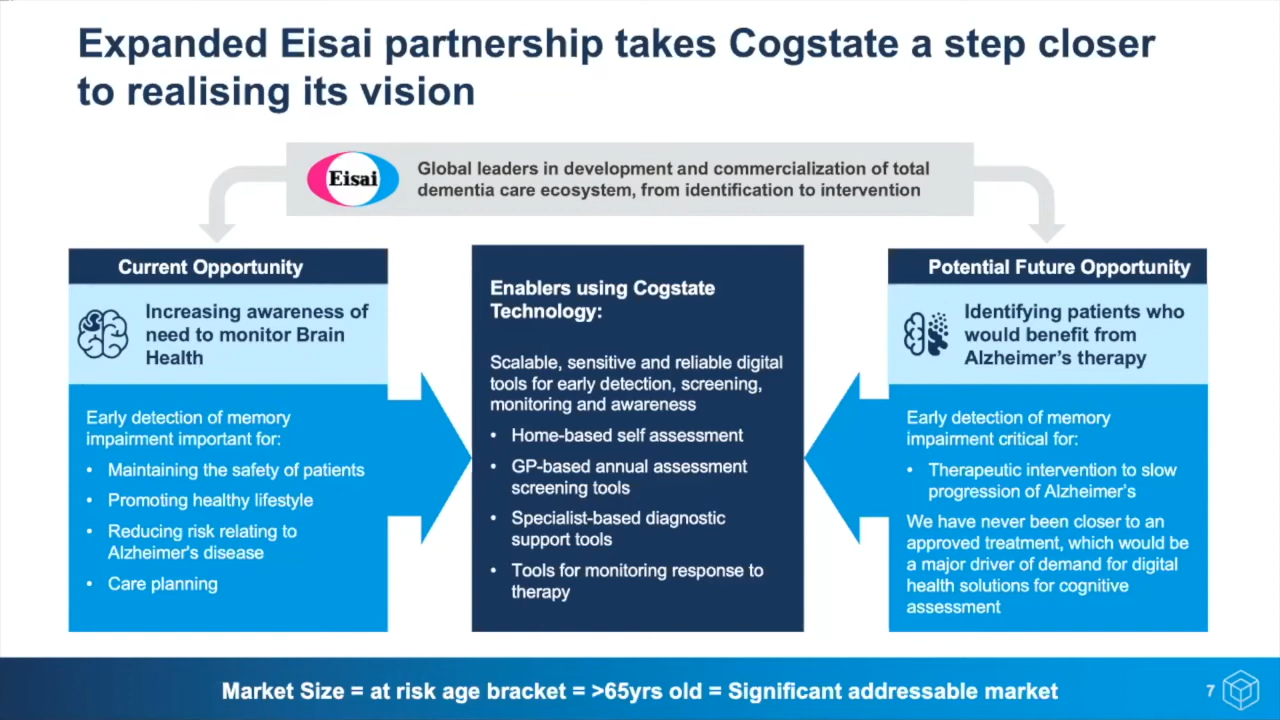 Expanded Eisai partnership takes Cogstate a step closer
to realising its vision
Eisai
Global leaders in development and commercialization of total
dementia care ecosystem, from identification to intervention
Current Opportunity
Increasing awareness of
need to monitor Brain
Health
Early detection of memory
impairment important for:
• Maintaining the safety of patients
• Promoting healthy lifestyle
• Reducing risk relating to
Alzheimer's disease
• Care planning
Enablers using Cogstate
Technology:
Scalable, sensitive and reliable digital
tools for early detection, screening,
monitoring and awareness
• Home-based self assessment
• GP-based annual assessment
screening tools
• Specialist-based diagnostic
support tools
• Tools for monitoring response to
therapy
Potential Future Opportunity
Identifying patients who
would benefit from
Alzheimer's therapy
Early detection of memory
impairment critical for:
• Therapeutic intervention to slow
progression of Alzheimer's
We have never been closer to an
approved treatment, which would be
a major driver of demand for digital
health solutions for cognitive
assessment
Market Size = at risk age bracket = >65yrs old = Significant addressable market
7